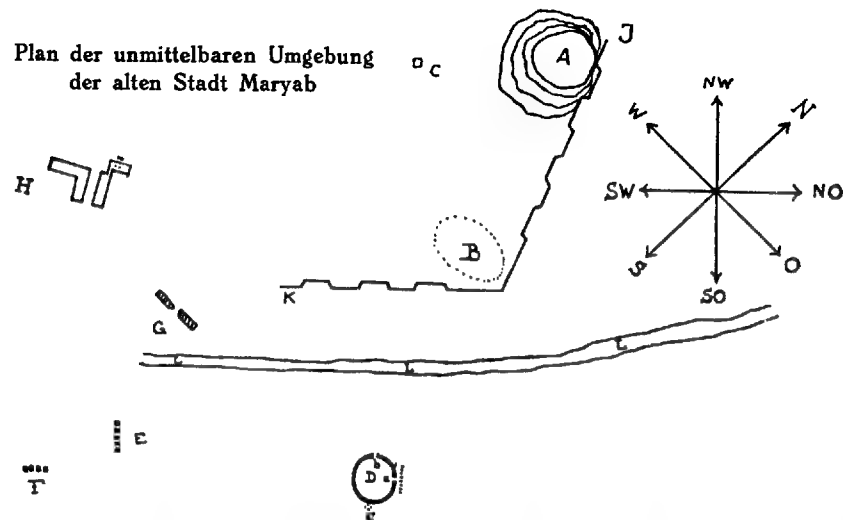 Plan der unmittelbaren Umgebung
der alten Stadt Maryab
C
A
J
NW
W
N
H
SW
NO
B
S
O
K
SO
G
L
L
L
E
b
D
a
T
F